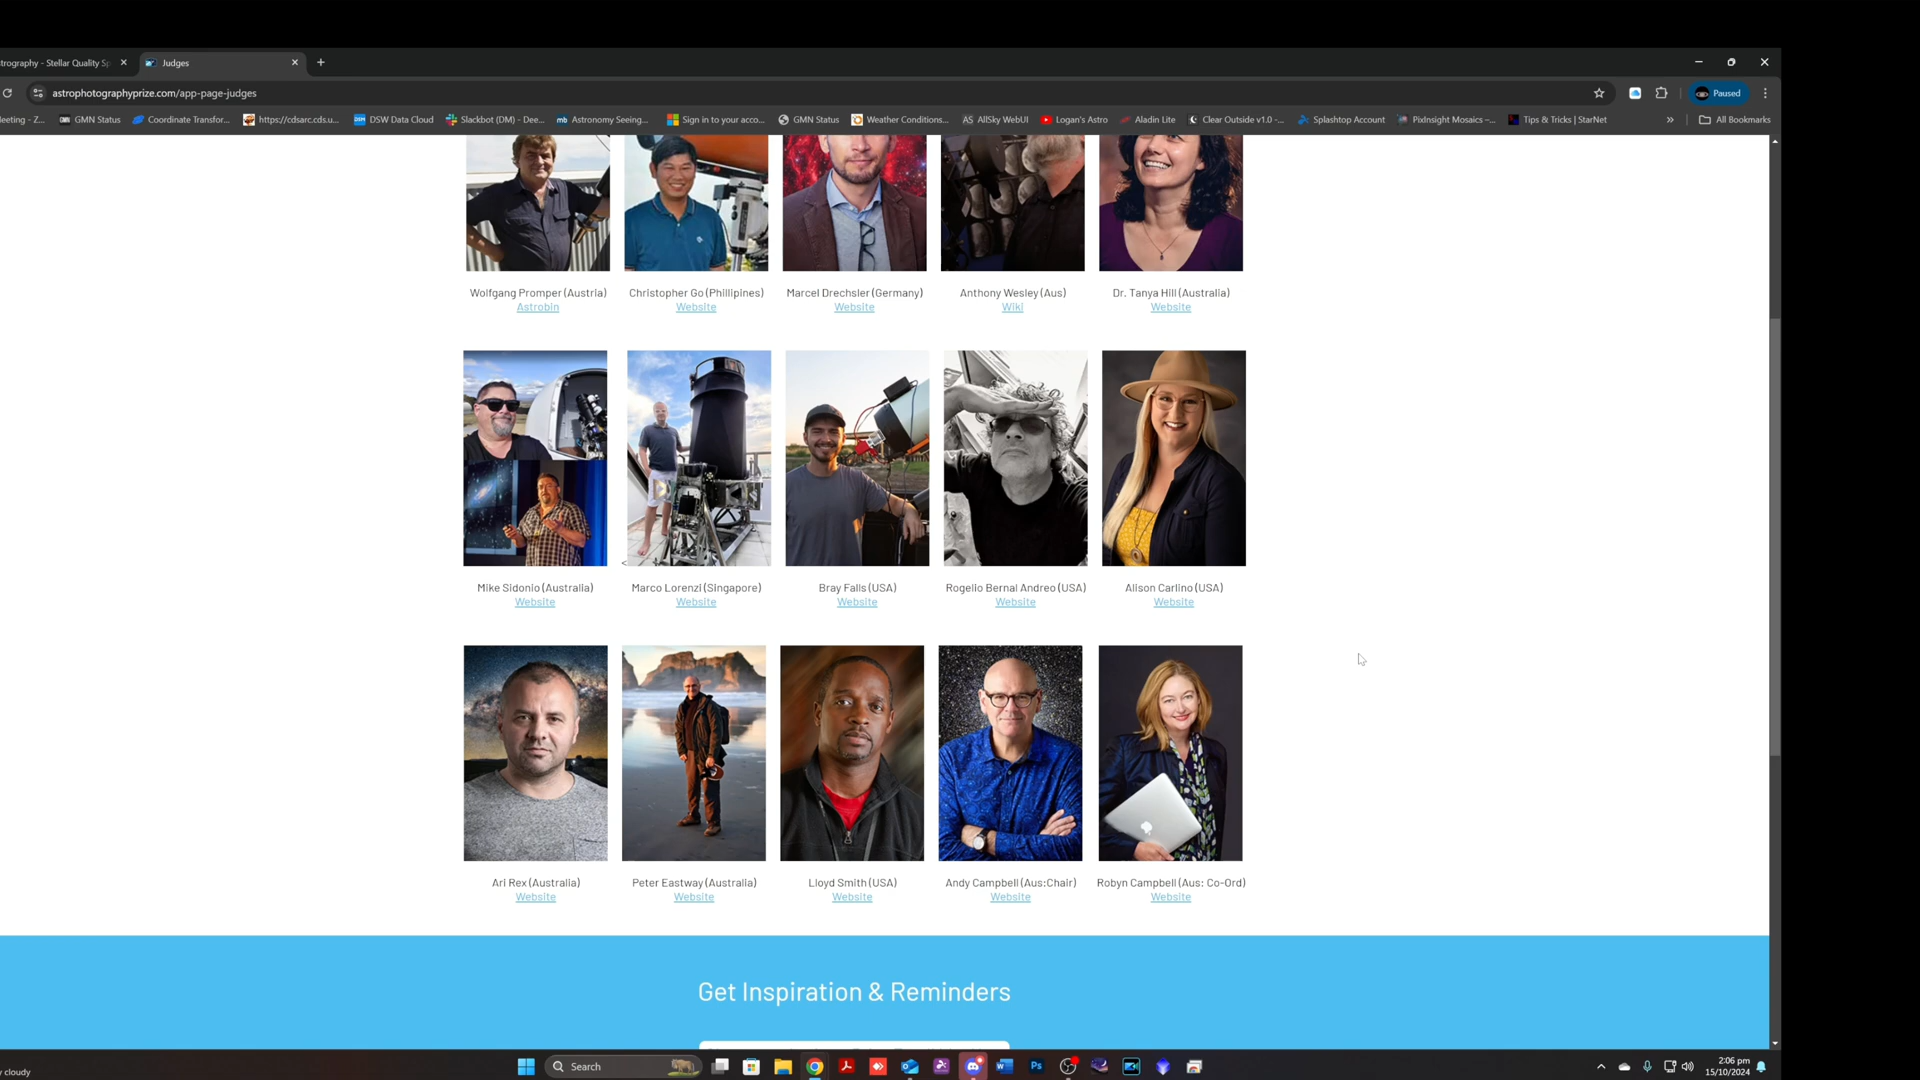 trography - Stellar Quality Sp
Judges
astrophotographyprize.com/app-page-judges
Paused
leeting - Z...
GMN Status
Coordinate Transfor...
https://cdsarc.cds.u...
DSW Data Cloud
Slackbot (DM) - Dee...
Astronomy Seeing...
Sign in to your acco...
GMN Status
Weather Conditions...
AllSky WebUI
Logan's Astro
Aladin Lite
Clear Outside v1.0 -...
Splashtop Account
PixInsight Mosaics –...
Tips & Tricks | StarNet
»
All Bookmarks
Wolfgang Promper (Austria)
Astrobin
Christopher Go (Phillipines)
Website
Marcel Drechsler (Germany)
Website
Anthony Wesley (Aus)
Wiki
Dr. Tanya Hill (Australia)
Website
<
Mike Sidonio (Australia)
Website
Marco Lorenzi (Singapore)
Website
Bray Falls (USA)
Website
Rogelio Bernal Andreo (USA)
Website
Alison Carlino (USA)
Website
Ari Rex (Australia)
Website
Peter Eastway (Australia)
Website
Lloyd Smith (USA)
Website
Andy Campbell (Aus:Chair)
Website
Robyn Campbell (Aus: Co-Ord)
Website
Get Inspiration & Reminders
y cloudy
Search
2:06 pm
15/10/2024